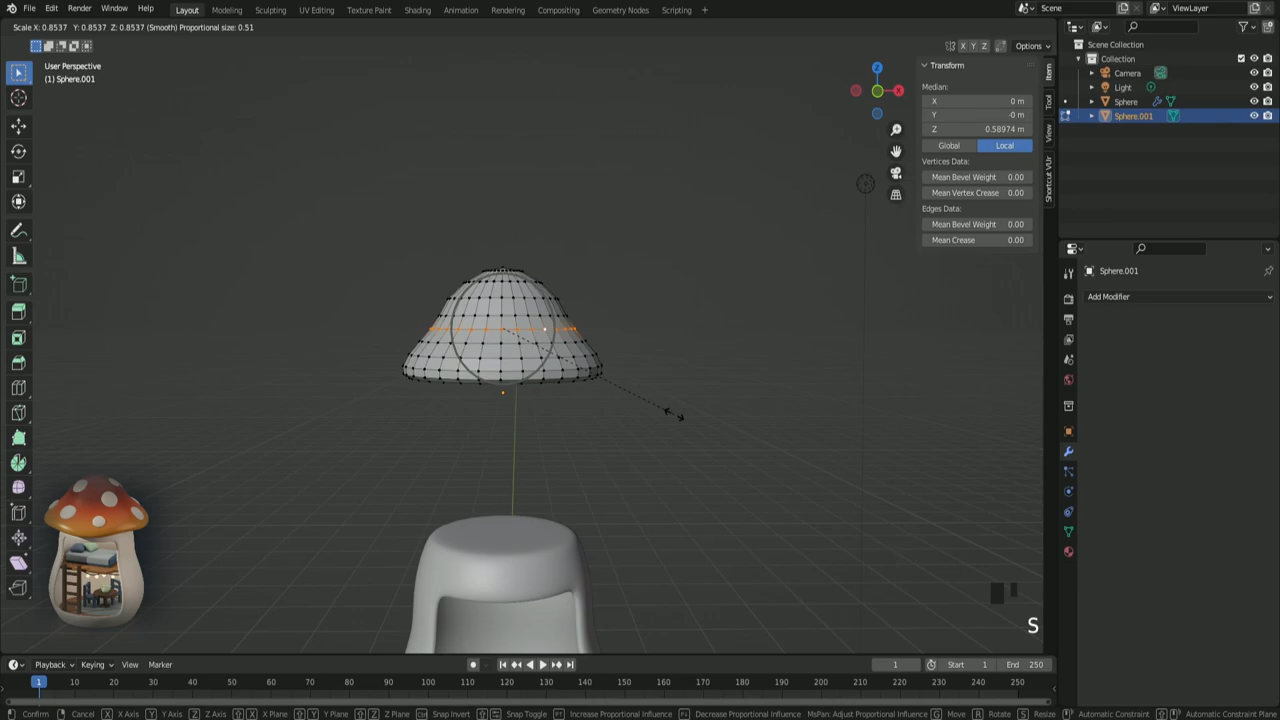 File Edit Render Window Help Layout Modeling Sculpting UV Editing Texture Paint Shading Animation Rendering Compositing Geometry Nodes Scripting + Scene ViewLayer
Scale X: 0.8537 Y: 0.8537 Z: 0.8537 (Smooth) Proportional size: 0.51
X Y Z Options
User Perspective
(1) Sphere.001
Z
X
Transform
Median:
X 0 m
Y -0 m
Z 0.58974 m
Global Local
Vertices Data:
Mean Bevel Weight 0.00
Mean Vertex Crease 0.00
Edges Data:
Mean Bevel Weight 0.00
Mean Crease 0.00
Item
Tool
View
Shortcut VUr
Scene Collection
Collection
Camera
Light
Sphere
Sphere.001
Sphere.001
Add Modifier
S
Playback Keying View Marker 1 Start 1 End 250
1 10 20 30 40 50 60 70 80 90 100 110 120 130 140 150 160 170 180 190 200 210 220 230 240 250
Confirm Cancel X X Axis Y Y Axis Z Z Axis X X Plane Y Y Plane Z Z Plane Snap Invert Snap Toggle Increase Proportional Influence Decrease Proportional Influence MsPan: Adjust Proportional Influence G Move R Rotate S Resize Automatic Constraint Automatic Constraint Plane